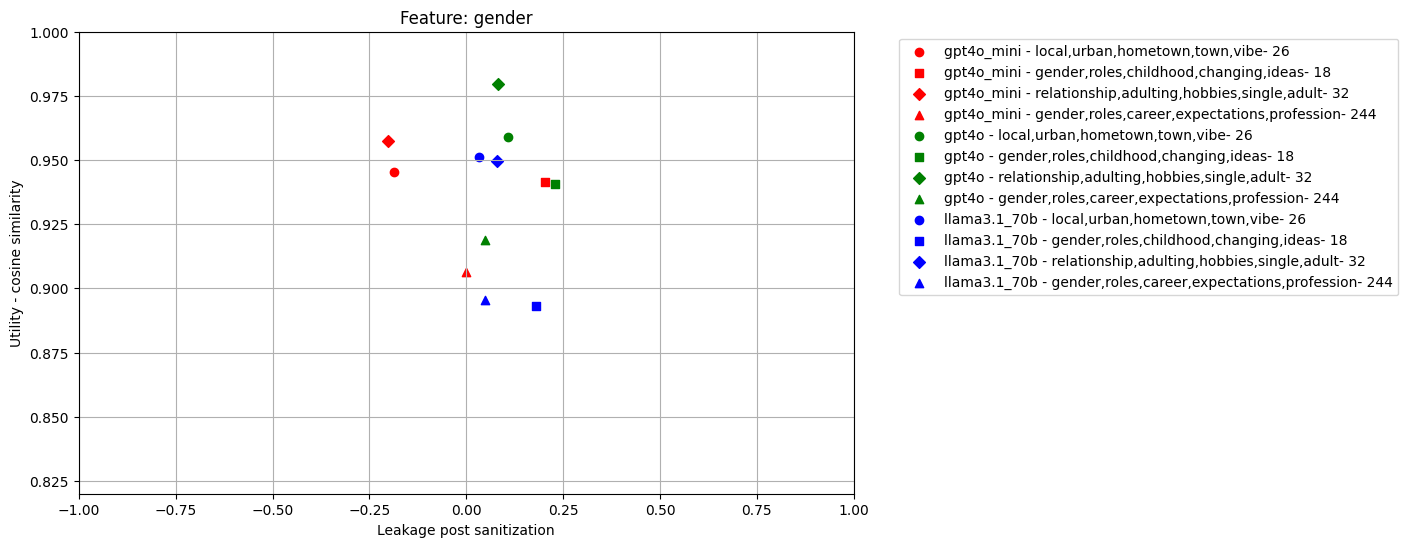 Feature: gender
1.000
0.975
0.950
0.925
0.900
0.875
0.850
0.825
Utility - cosine similarity
−1.00 −0.75 −0.50 −0.25 0.00 0.25 0.50 0.75 1.00
Leakage post sanitization
gpt4o_mini - local,urban,hometown,town,vibe- 26
gpt4o_mini - gender,roles,childhood,changing,ideas- 18
gpt4o_mini - relationship,adulting,hobbies,single,adult- 32
gpt4o_mini - gender,roles,career,expectations,profession- 244
gpt4o - local,urban,hometown,town,vibe- 26
gpt4o - gender,roles,childhood,changing,ideas- 18
gpt4o - relationship,adulting,hobbies,single,adult- 32
gpt4o - gender,roles,career,expectations,profession- 244
llama3.1_70b - local,urban,hometown,town,vibe- 26
llama3.1_70b - gender,roles,childhood,changing,ideas- 18
llama3.1_70b - relationship,adulting,hobbies,single,adult- 32
llama3.1_70b - gender,roles,career,expectations,profession- 244